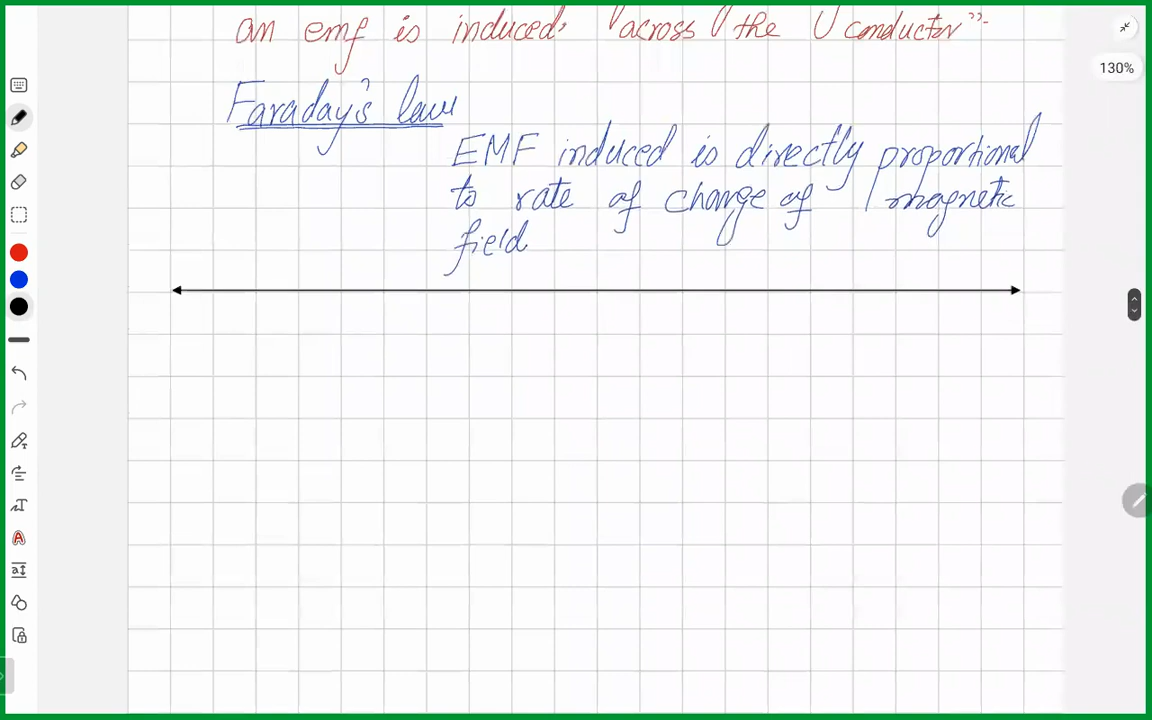 an emf is induced. "across the conductor"
Faraday's law
EMF induced is directly proportional
to rate of change of magnetic
field
130%